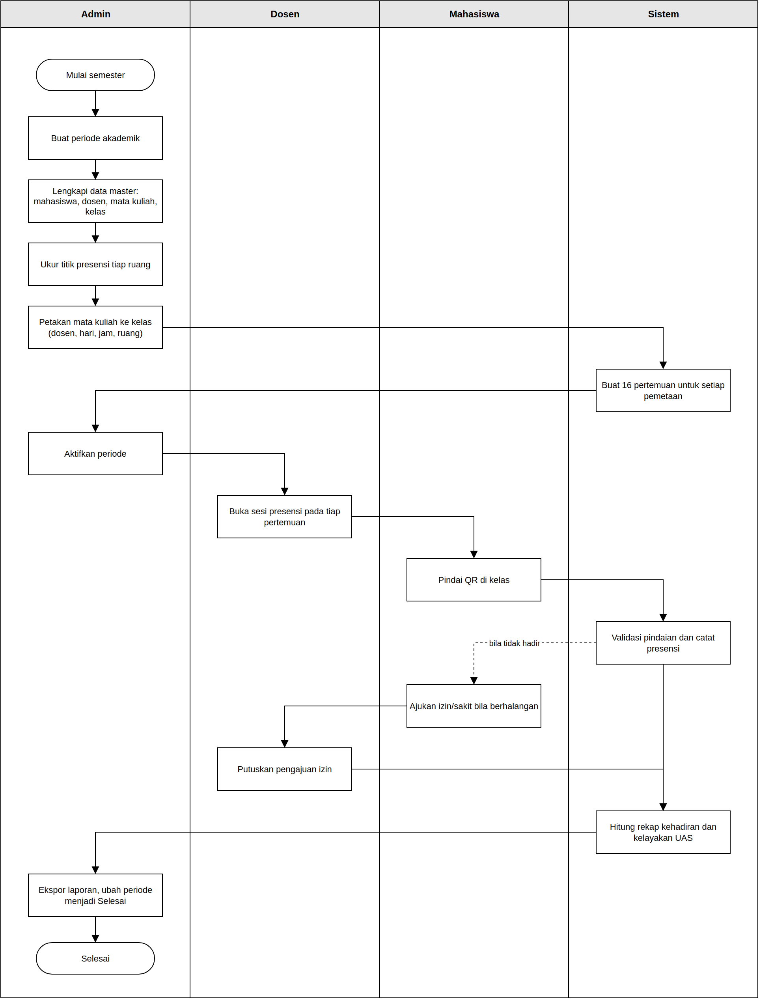 Admin
Dosen
Mahasiswa
Sistem
Mulai semester
Buat periode akademik
Lengkapi data master:
mahasiswa, dosen, mata kuliah,
kelas
Ukur titik presensi tiap ruang
Petakan mata kuliah ke kelas
(dosen, hari, jam, ruang)
Buat 16 pertemuan untuk setiap
pemetaan
Aktifkan periode
Buka sesi presensi pada tiap
pertemuan
Pindai QR di kelas
Validasi pindaian dan catat
presensi
bila tidak hadir
Ajukan izin/sakit bila berhalangan
Putuskan pengajuan izin
Hitung rekap kehadiran dan
kelayakan UAS
Ekspor laporan, ubah periode
menjadi Selesai
Selesai